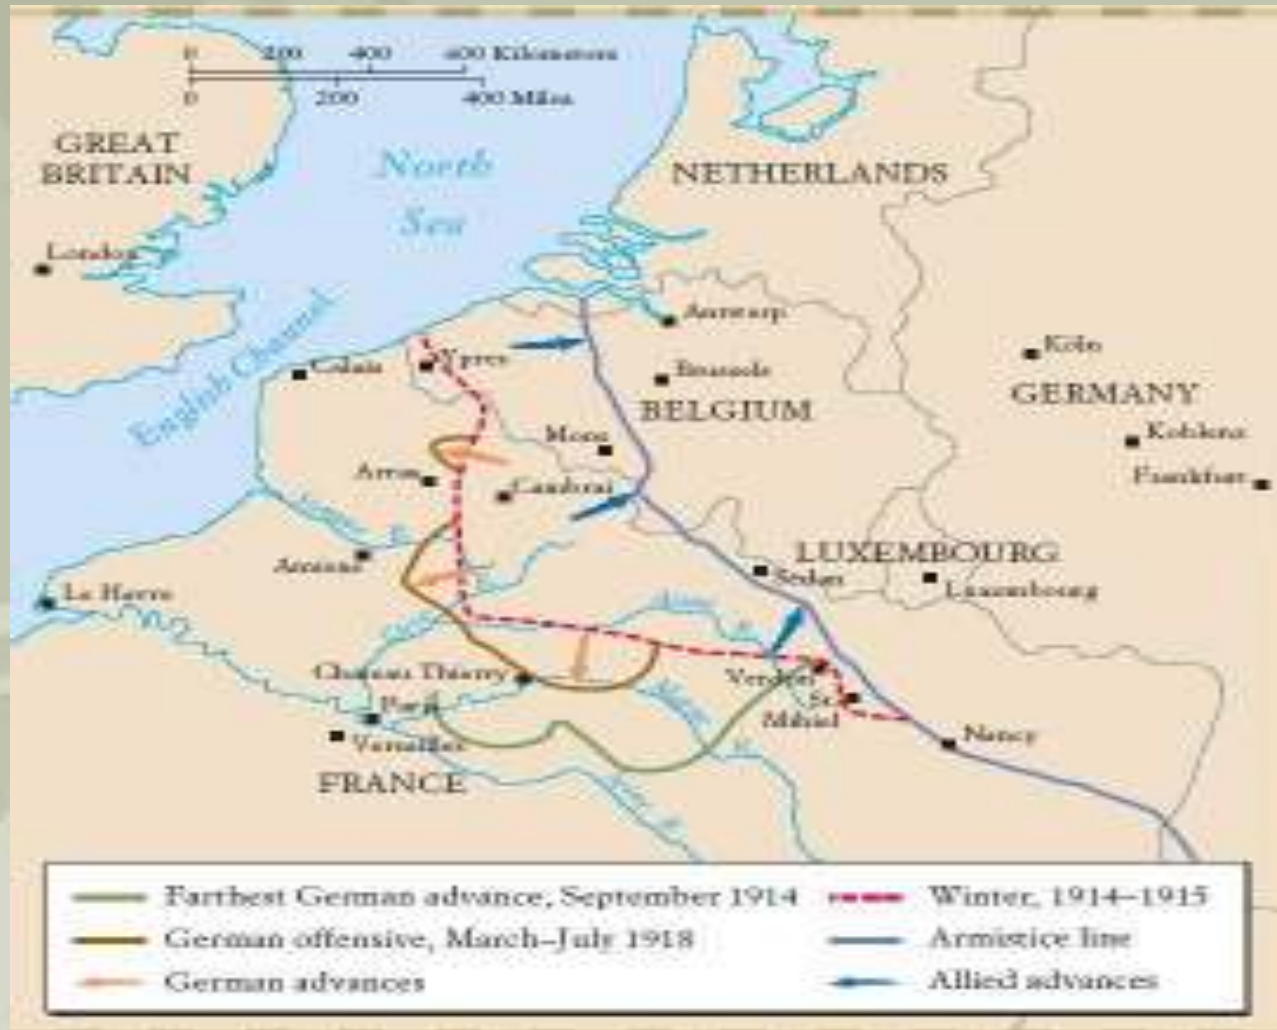 0 200 400 600 Kilometers
0 200 400 Miles
GREAT
BRITAIN
North
Sea
NETHERLANDS
London
English Channel
Antwerp
Calais
Ypres
Brussels
Köln
BELGIUM
GERMANY
Mons
Koblenz
Arras
Cambrai
Frankfurt
Somme R.
Amiens
LUXEMBOURG
Sedan
Luxembourg
Le Havre
Aisne R.
Chateau Thierry
Verdun
Paris
St.
Mihiel
Marne R.
Versailles
Nancy
FRANCE
Farthest German advance, September 1914
Winter, 1914–1915
German offensive, March–July 1918
Armistice line
German advances
Allied advances